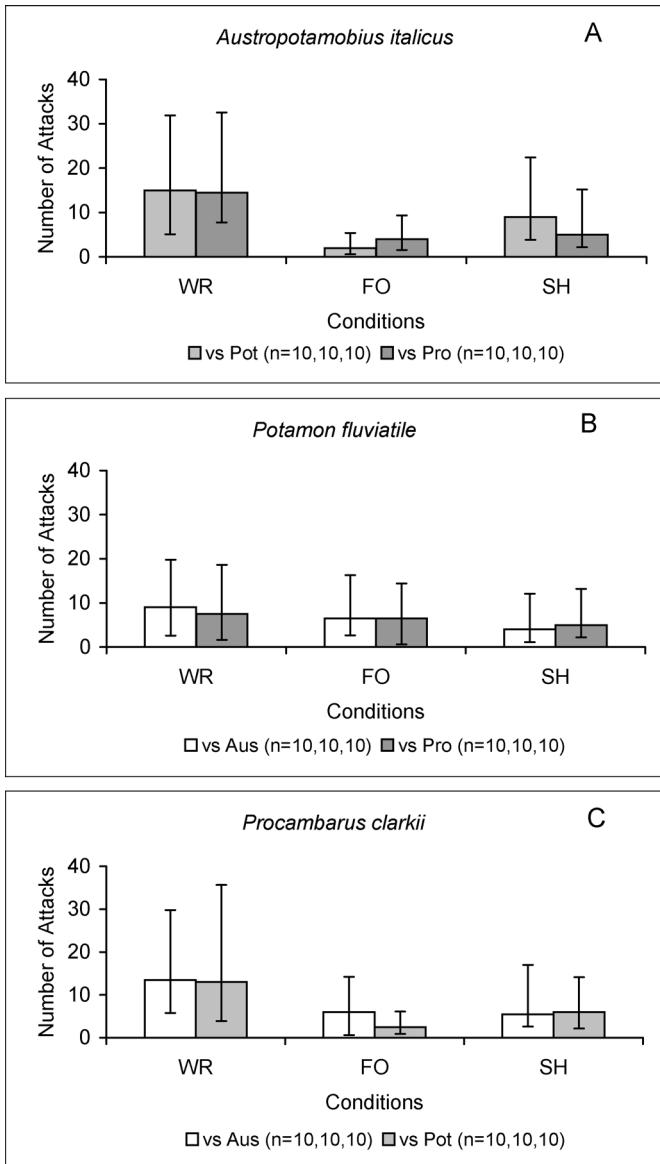 Austropotamobius italicus
A
Number of Attacks
40
30
20
10
0
WR FO SH
Conditions
vs Pot (n=10,10,10) vs Pro (n=10,10,10)
Potamon fluviatile
B
Number of Attacks
40
30
20
10
0
WR FO SH
Conditions
vs Aus (n=10,10,10) vs Pro (n=10,10,10)
Procambarus clarkii
C
Number of Attacks
40
30
20
10
0
WR FO SH
Conditions
vs Aus (n=10,10,10) vs Pot (n=10,10,10)